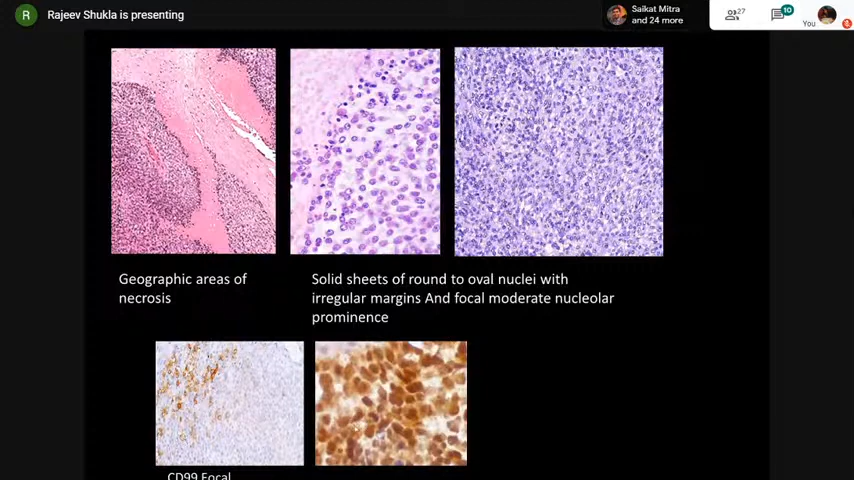 R Rajeev Shukla is presenting
Saikat Mitra
and 24 more
27
10
You
Geographic areas of
necrosis
Solid sheets of round to oval nuclei with
irregular margins And focal moderate nucleolar
prominence
CD99 Focal